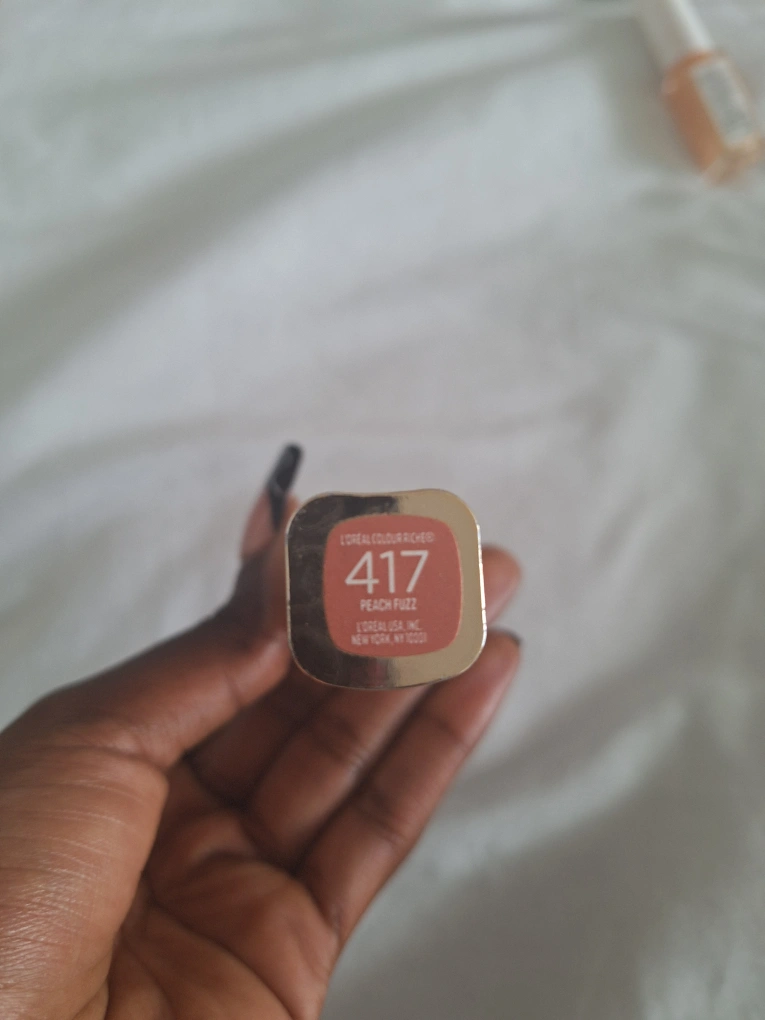 L'ORÉAL COLOUR RICHE®
417
PEACH FUZZ
L'ORÉAL USA, INC.
NEW YORK, NY 10001